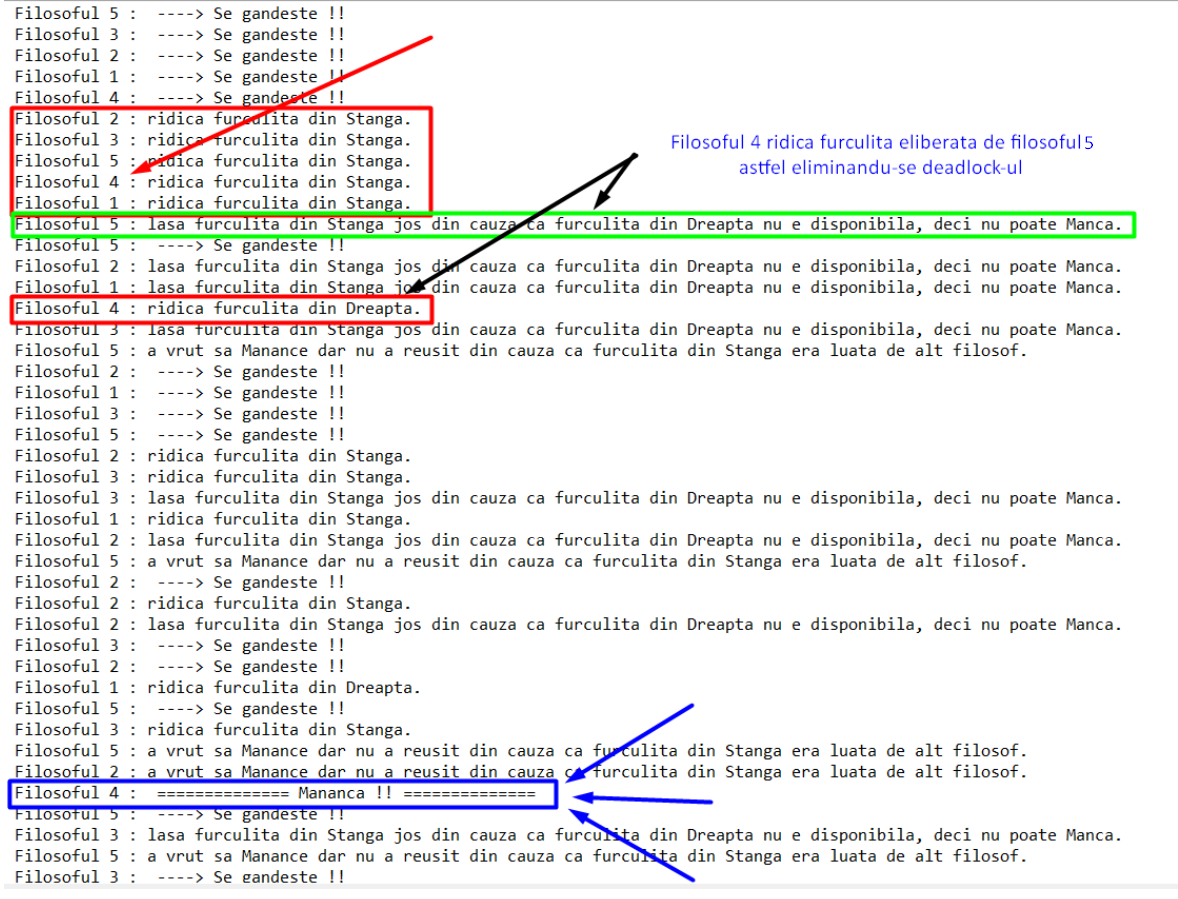 Filosoful 5 :  ----> Se gandeste !!
Filosoful 3 :  ----> Se gandeste !!
Filosoful 2 :  ----> Se gandeste !!
Filosoful 1 :  ----> Se gandeste !!
Filosoful 4 :  ----> Se gandeste !!
Filosoful 2 : ridica furculita din Stanga.
Filosoful 3 : ridica furculita din Stanga.
Filosoful 5 : ridica furculita din Stanga.
Filosoful 4 : ridica furculita din Stanga.
Filosoful 1 : ridica furculita din Stanga.
Filosoful 4 ridica furculita eliberata de filosoful 5
astfel eliminandu-se deadlock-ul
Filosoful 5 : lasa furculita din Stanga jos din cauza ca furculita din Dreapta nu e disponibila, deci nu poate Manca.
Filosoful 5 :  ----> Se gandeste !!
Filosoful 2 : lasa furculita din Stanga jos din cauza ca furculita din Dreapta nu e disponibila, deci nu poate Manca.
Filosoful 1 : lasa furculita din Stanga jos din cauza ca furculita din Dreapta nu e disponibila, deci nu poate Manca.
Filosoful 4 : ridica furculita din Dreapta.
Filosoful 3 : lasa furculita din Stanga jos din cauza ca furculita din Dreapta nu e disponibila, deci nu poate Manca.
Filosoful 5 : a vrut sa Manance dar nu a reusit din cauza ca furculita din Stanga era luata de alt filosof.
Filosoful 2 :  ----> Se gandeste !!
Filosoful 1 :  ----> Se gandeste !!
Filosoful 3 :  ----> Se gandeste !!
Filosoful 5 :  ----> Se gandeste !!
Filosoful 2 : ridica furculita din Stanga.
Filosoful 3 : ridica furculita din Stanga.
Filosoful 3 : lasa furculita din Stanga jos din cauza ca furculita din Dreapta nu e disponibila, deci nu poate Manca.
Filosoful 1 : ridica furculita din Stanga.
Filosoful 2 : lasa furculita din Stanga jos din cauza ca furculita din Dreapta nu e disponibila, deci nu poate Manca.
Filosoful 5 : a vrut sa Manance dar nu a reusit din cauza ca furculita din Stanga era luata de alt filosof.
Filosoful 2 :  ----> Se gandeste !!
Filosoful 2 : ridica furculita din Stanga.
Filosoful 2 : lasa furculita din Stanga jos din cauza ca furculita din Dreapta nu e disponibila, deci nu poate Manca.
Filosoful 3 :  ----> Se gandeste !!
Filosoful 2 :  ----> Se gandeste !!
Filosoful 1 : ridica furculita din Dreapta.
Filosoful 5 :  ----> Se gandeste !!
Filosoful 3 : ridica furculita din Stanga.
Filosoful 5 : a vrut sa Manance dar nu a reusit din cauza ca furculita din Stanga era luata de alt filosof.
Filosoful 2 : a vrut sa Manance dar nu a reusit din cauza ca furculita din Stanga era luata de alt filosof.
Filosoful 4 :  ============== Mananca !! ==============
Filosoful 5 :  ----> Se gandeste !!
Filosoful 3 : lasa furculita din Stanga jos din cauza ca furculita din Dreapta nu e disponibila, deci nu poate Manca.
Filosoful 5 : a vrut sa Manance dar nu a reusit din cauza ca furculita din Stanga era luata de alt filosof.
Filosoful 3 :  ----> Se gandeste !!